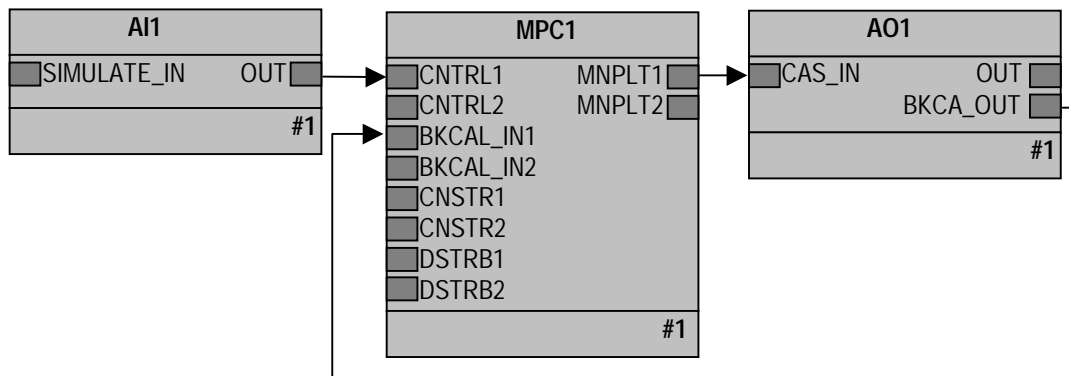 AI1
SIMULATE_IN OUT
#1
MPC1
CNTRL1 MNPLT1
CNTRL2 MNPLT2
BKCAL_IN1
BKCAL_IN2
CNSTR1
CNSTR2
DSTRB1
DSTRB2
#1
AO1
CAS_IN OUT
BKCA_OUT
#1